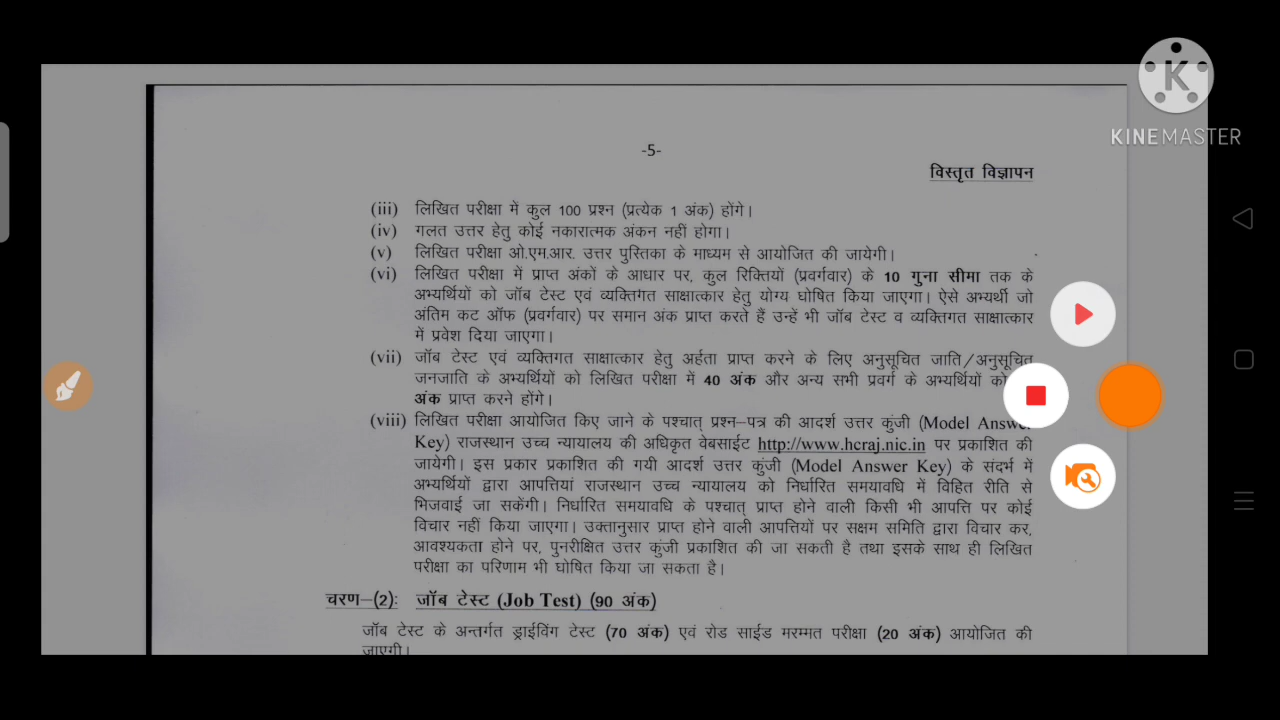 K
KINEMASTER
-5-
विस्तृत विज्ञापन
(iii) लिखित परीक्षा में कुल 100 प्रश्न (प्रत्येक 1 अंक) होंगे।
(iv) गलत उत्तर हेतु कोई नकारात्मक अंकन नहीं होगा।
(v) लिखित परीक्षा ओ.एम.आर. उत्तर पुस्तिका के माध्यम से आयोजित की जायेगी।
(vi) लिखित परीक्षा में प्राप्त अंकों के आधार पर, कुल रिक्तियों (प्रवर्गवार) के 10 गुना सीमा तक के
अभ्यर्थियों को जॉब टेस्ट एवं व्यक्तिगत साक्षात्कार हेतु योग्य घोषित किया जाएगा। ऐसे अभ्यर्थी जो
अंतिम कट ऑफ (प्रवर्गवार) पर समान अंक प्राप्त करते हैं उन्हें भी जॉब टेस्ट व व्यक्तिगत साक्षात्कार
में प्रवेश दिया जाएगा।
(vii) जॉब टेस्ट एवं व्यक्तिगत साक्षात्कार हेतु अर्हता प्राप्त करने के लिए अनुसूचित जाति/अनुसूचित
जनजाति के अभ्यर्थियों को लिखित परीक्षा में 40 अंक और अन्य सभी प्रवर्ग के अभ्यर्थियों को
अंक प्राप्त करने होंगे।
(viii) लिखित परीक्षा आयोजित किए जाने के पश्चात् प्रश्न–पत्र की आदर्श उत्तर कुंजी (Model Answer
Key) राजस्थान उच्च न्यायालय की अधिकृत वेबसाईट http://www.hcraj.nic.in पर प्रकाशित की
जायेगी। इस प्रकार प्रकाशित की गयी आदर्श उत्तर कुंजी (Model Answer Key) के संदर्भ में
अभ्यर्थियों द्वारा आपत्तियां राजस्थान उच्च न्यायालय को निर्धारित समयावधि में विहित रीति से
भिजवाई जा सकेंगी। निर्धारित समयावधि के पश्चात् प्राप्त होने वाली किसी भी आपत्ति पर कोई
विचार नहीं किया जाएगा। उक्तानुसार प्राप्त होने वाली आपत्तियों पर सक्षम समिति द्वारा विचार कर,
आवश्यकता होने पर, पुनरीक्षित उत्तर कुंजी प्रकाशित की जा सकती है तथा इसके साथ ही लिखित
परीक्षा का परिणाम भी घोषित किया जा सकता है।
चरण–(2): जॉब टेस्ट (Job Test) (90 अंक)
जॉब टेस्ट के अन्तर्गत ड्राईविंग टेस्ट (70 अंक) एवं रोड साईड मरम्मत परीक्षा (20 अंक) आयोजित की
जाएगी।